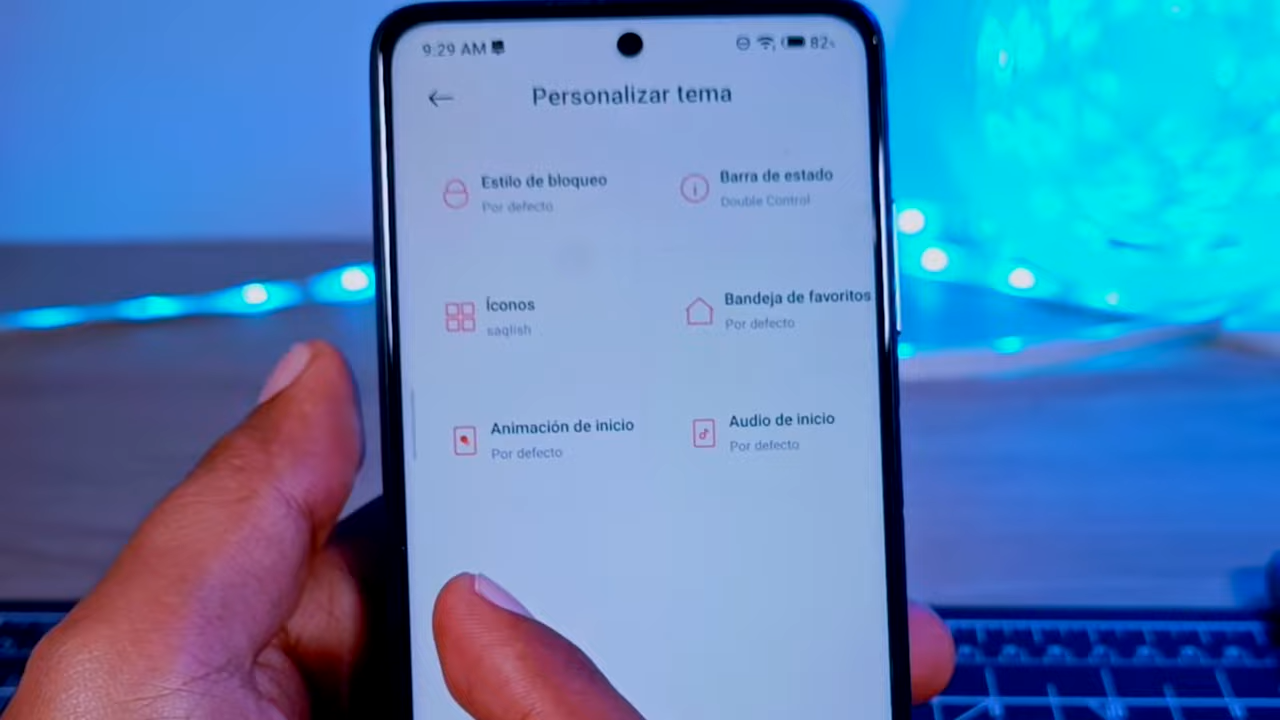 9:29 AM
82%
Personalizar tema
Estilo de bloqueo
Por defecto
Barra de estado
Double Control
Íconos
saqlish
Bandeja de favoritos
Por defecto
Animación de inicio
Por defecto
Audio de inicio
Por defecto